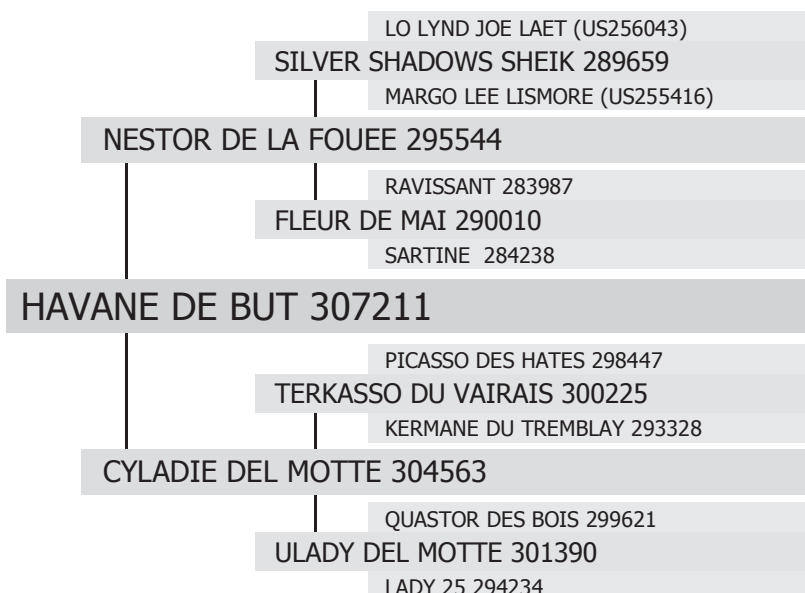 LO LYND JOE LAET (US256043)
SILVER SHADOWS SHEIK 289659
MARGO LEE LISMORE (US255416)
NESTOR DE LA FOUEE 295544
RAVISSANT 283987
FLEUR DE MAI 290010
SARTINE 284238
HAVANE DE BUT 307211
PICASSO DES HATES 298447
TERKASSO DU VAIRAIS 300225
KERMANE DU TREMBLAY 293328
CYLADIE DEL MOTTE 304563
QUASTOR DES BOIS 299621
ULADY DEL MOTTE 301390
LADY 25 294234